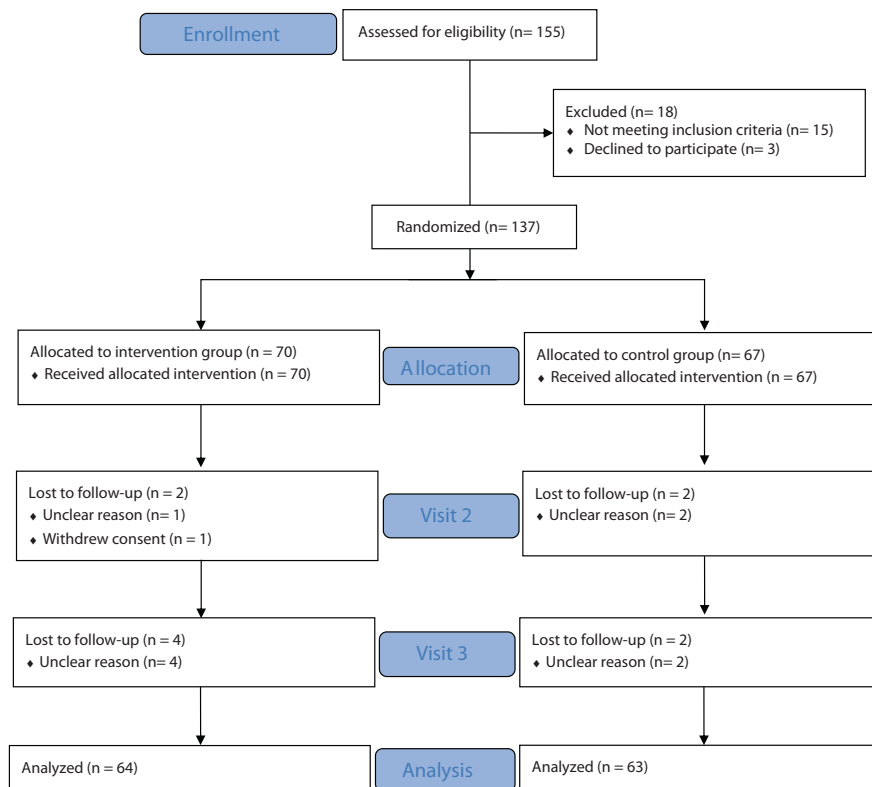 Enrollment
Assessed for eligibility (n= 155)
Excluded (n= 18)
♦ Not meeting inclusion criteria (n= 15)
♦ Declined to participate (n= 3)
Randomized (n= 137)
Allocated to intervention group (n = 70)
♦ Received allocated intervention (n = 70)
Allocation
Allocated to control group (n= 67)
♦ Received allocated intervention (n = 67)
Lost to follow-up (n = 2)
♦ Unclear reason (n= 1)
♦ Withdrew consent (n = 1)
Visit 2
Lost to follow-up (n = 2)
♦ Unclear reason (n= 2)
Lost to follow-up (n = 4)
♦ Unclear reason (n= 4)
Visit 3
Lost to follow-up (n = 2)
♦ Unclear reason (n= 2)
Analyzed (n = 64)
Analysis
Analyzed (n = 63)